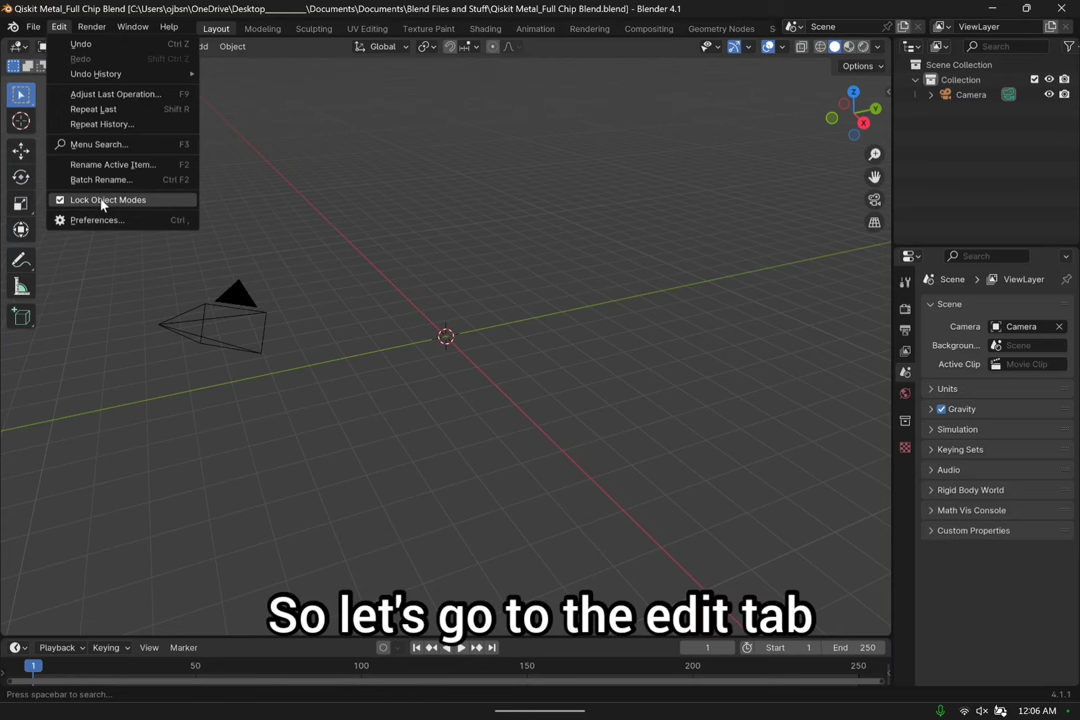 Qiskit Metal_Full Chip Blend [C:\Users\ojbsn\OneDrive\Desktop\_________\Documents\Documents\Blend Files and Stuff\Qiskit Metal_Full Chip Blend.blend] - Blender 4.1
File Edit Render Window Help Layout Modeling Sculpting UV Editing Texture Paint Shading Animation Rendering Compositing Geometry Nodes S Scene ViewLayer
dd Object Global Search
Options
Undo Ctrl Z
Redo Shift Ctrl Z
Undo History
Adjust Last Operation... F9
Repeat Last Shift R
Repeat History...
Menu Search... F3
Rename Active Item... F2
Batch Rename... Ctrl F2
Lock Object Modes
Preferences... Ctrl ,
Z
Y
X
Scene Collection
Collection
Camera
Search
Scene ViewLayer
Scene
Camera Camera
Backgroun... Scene
Active Clip Movie Clip
Units
Gravity
Simulation
Keying Sets
Audio
Rigid Body World
Math Vis Console
Custom Properties
So let's go to the edit tab
Playback Keying View Marker 1 Start 1 End 250
1 50 100 150 200 250
Press spacebar to search... 4.1.1
12:06 AM